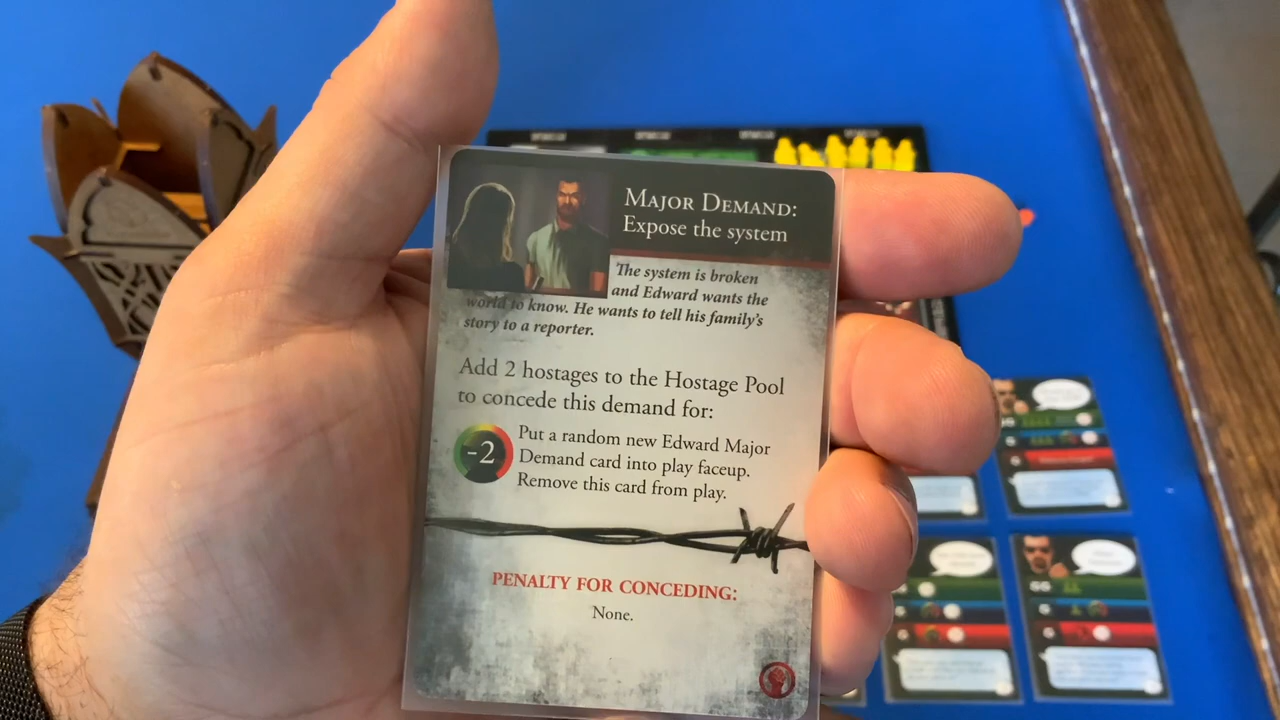 MAJOR DEMAND:
Expose the system
The system is broken
and Edward wants the
world to know. He wants to tell his family's
story to a reporter.
Add 2 hostages to the Hostage Pool
to concede this demand for:
-2
Put a random new Edward Major
Demand card into play faceup.
Remove this card from play.
PENALTY FOR CONCEDING:
None.